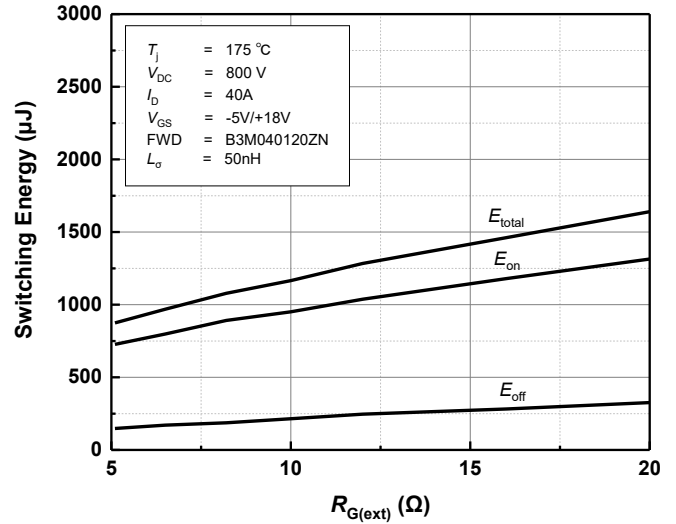 3000
2500
2000
1500
1000
500
0
Switching Energy (μJ)
Tj = 175 ℃
VDC = 800 V
ID = 40A
VGS = -5V/+18V
FWD = B3M040120ZN
Lσ = 50nH
Etotal
Eon
Eoff
5 10 15 20
RG(ext) (Ω)